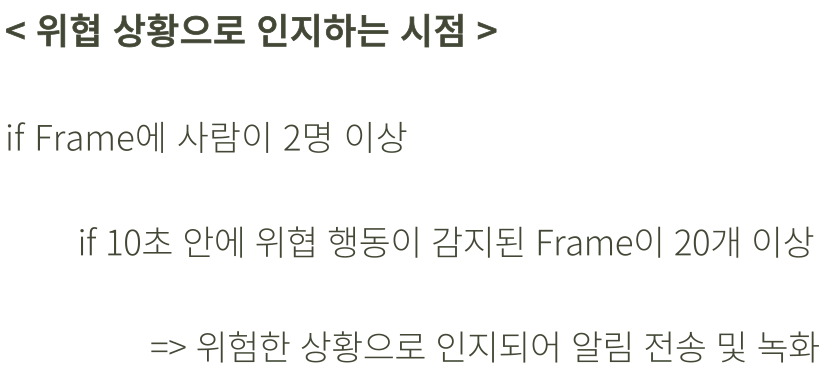 < 위협 상황으로 인지하는 시점 >
if Frame에 사람이 2명 이상
if 10초 안에 위협 행동이 감지된 Frame이 20개 이상
=> 위험한 상황으로 인지되어 알림 전송 및 녹화